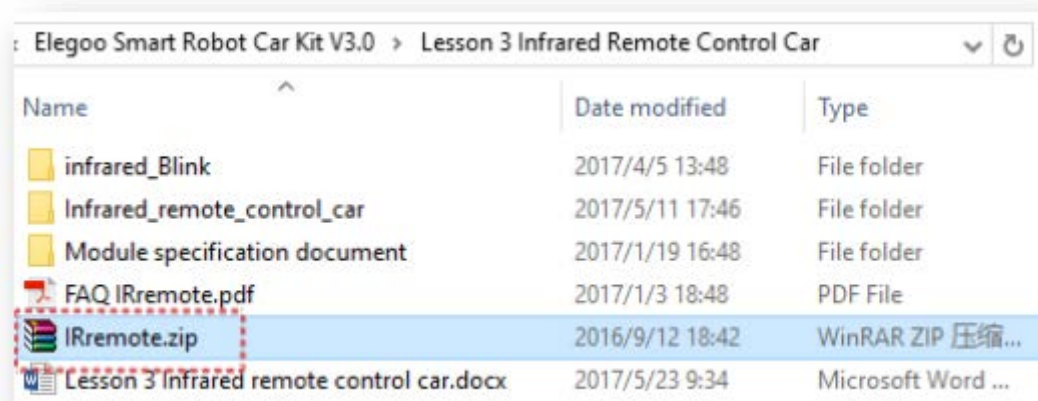 Elegoo Smart Robot Car Kit V3.0 > Lesson 3 Infrared Remote Control Car
Name Date modified Type
infrared_Blink 2017/4/5 13:48 File folder
Infrared_remote_control_car 2017/5/11 17:46 File folder
Module specification document 2017/1/19 16:48 File folder
FAQ IRremote.pdf 2017/1/3 18:48 PDF File
IRremote.zip 2016/9/12 18:42 WinRAR ZIP 压缩...
Lesson 3 Infrared remote control car.docx 2017/5/23 9:34 Microsoft Word ...